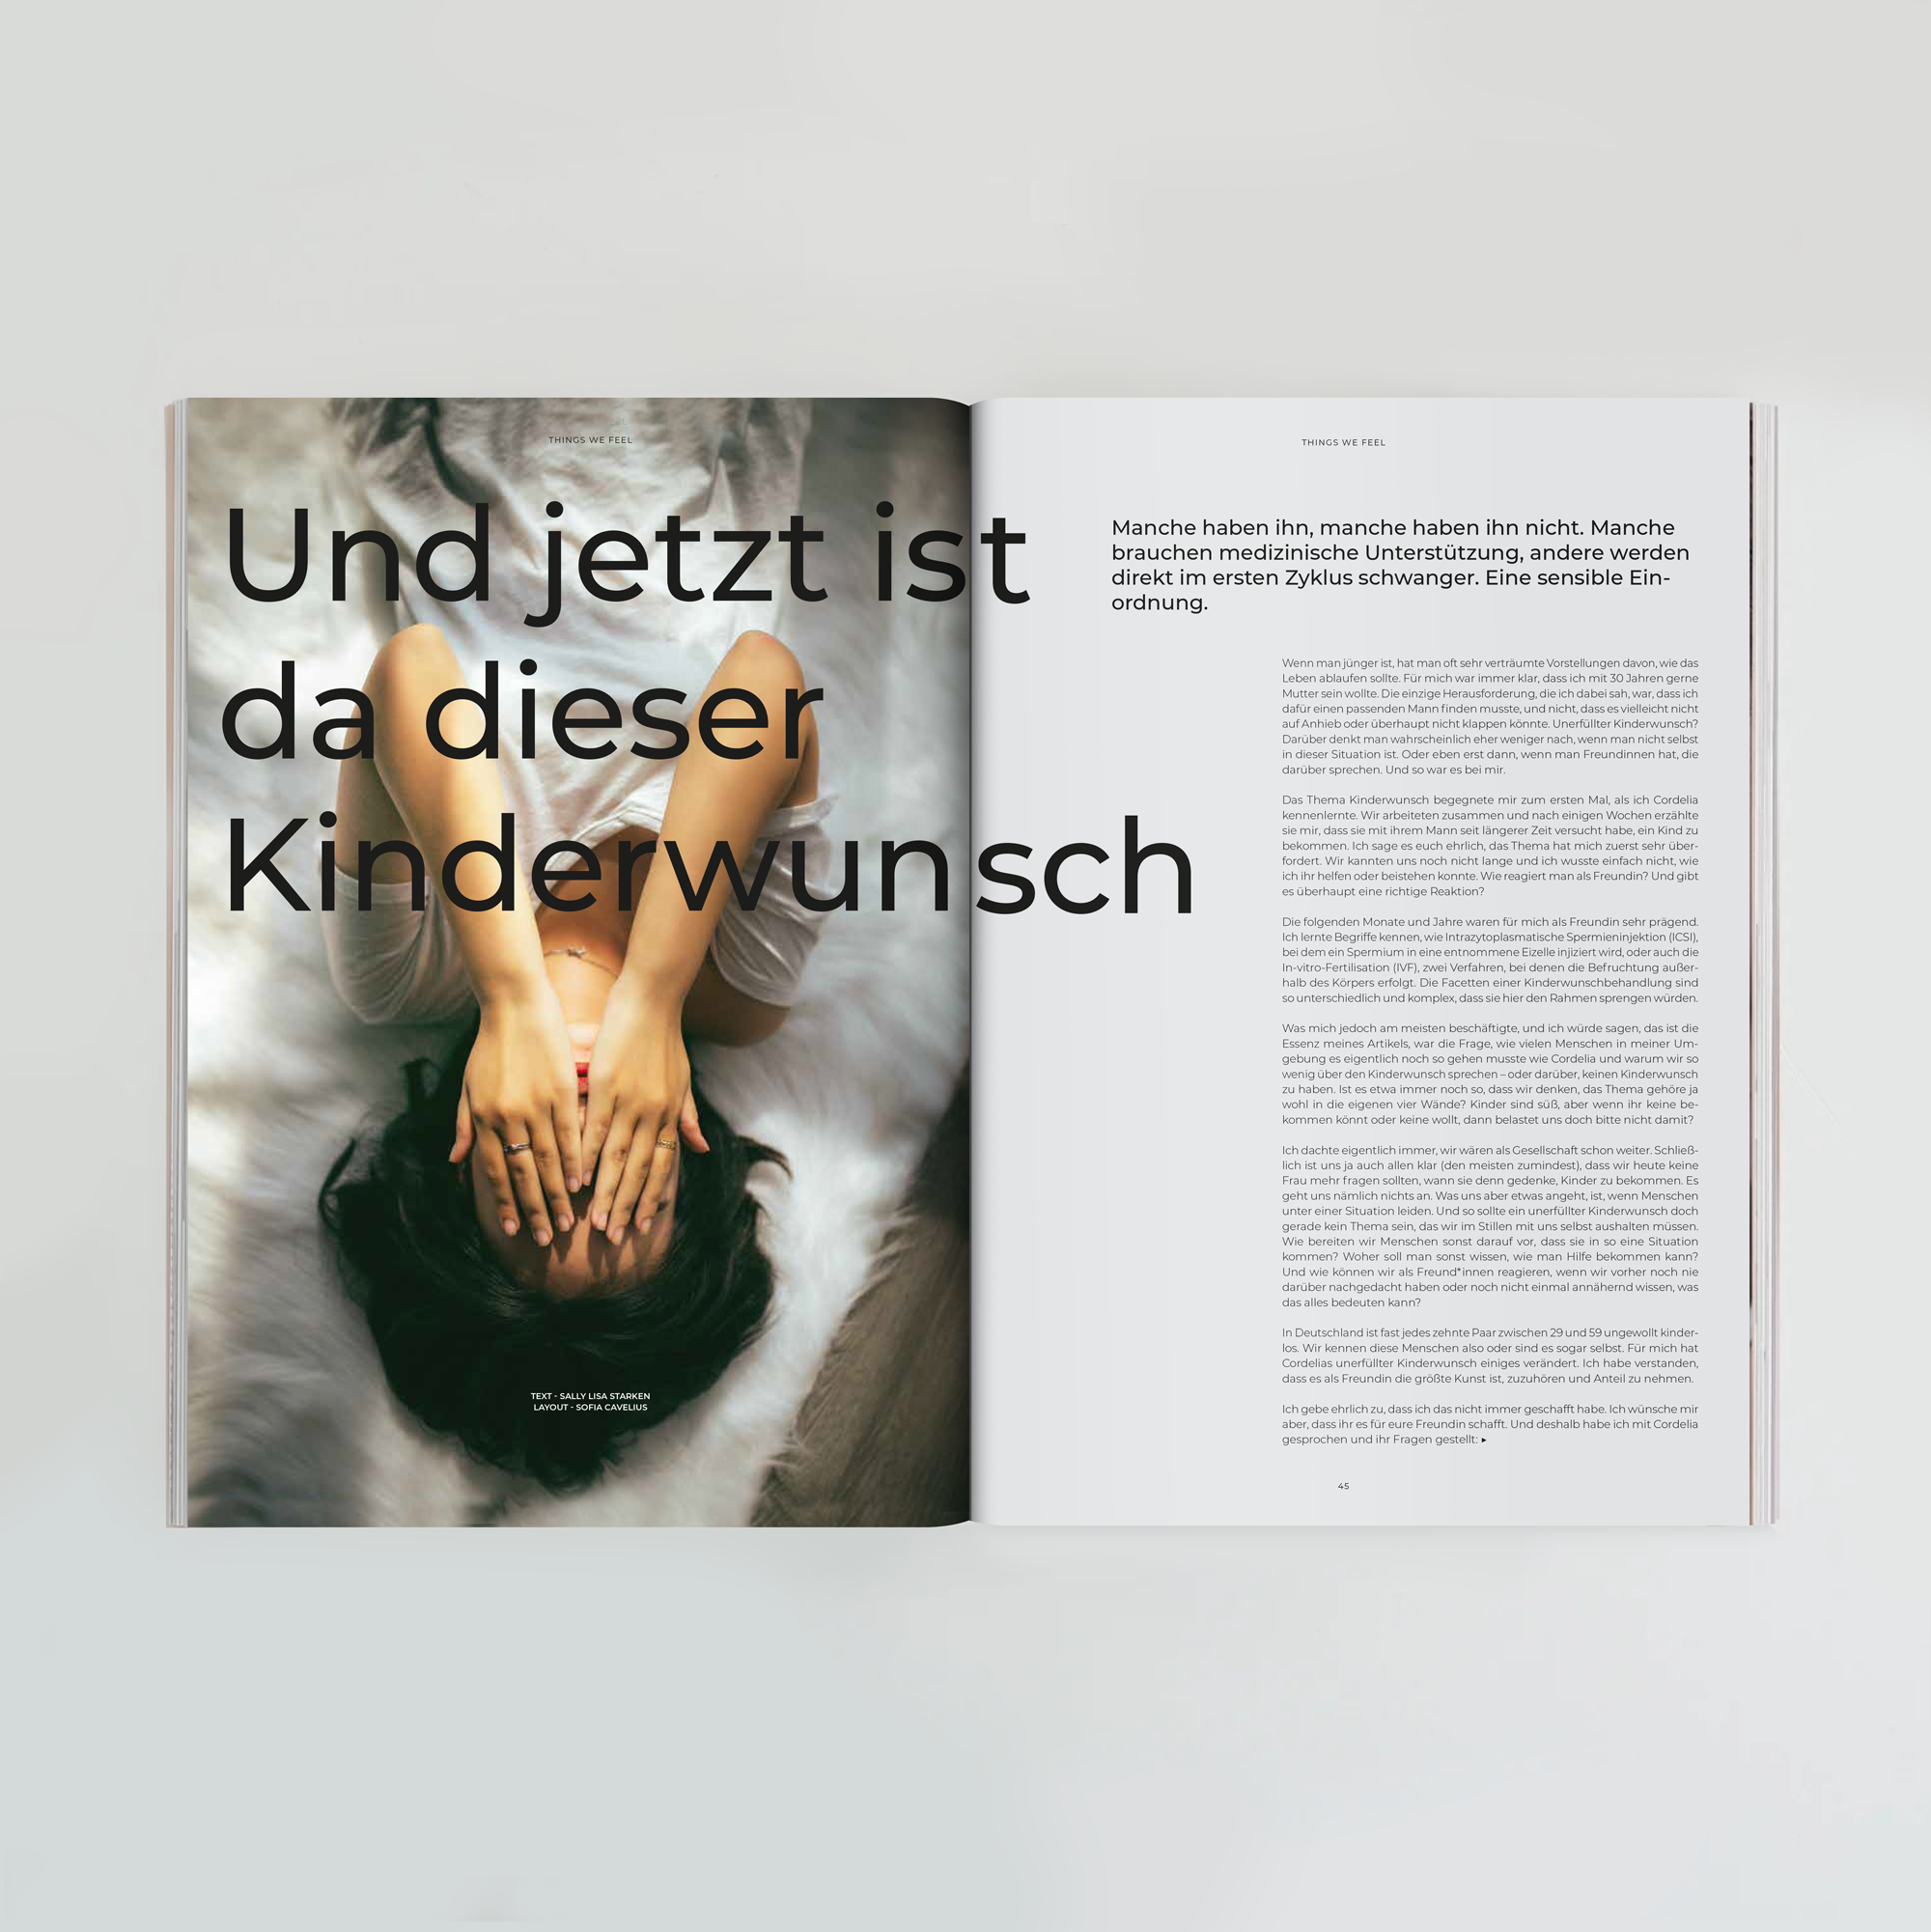 THINGS WE FEEL
Und jetzt ist
da dieser
Kinderwunsch
TEXT - SALLY LISA STARKEN
LAYOUT - SOFIA CAVELIUS
THINGS WE FEEL
Manche haben ihn, manche haben ihn nicht. Manche
brauchen medizinische Unterstützung, andere werden
direkt im ersten Zyklus schwanger. Eine sensible Ein-
ordnung.
Wenn man jünger ist, hat man oft sehr verträumte Vorstellungen davon, wie das
Leben ablaufen sollte. Für mich war immer klar, dass ich mit 30 Jahren gerne
Mutter sein wollte. Die einzige Herausforderung, die ich dabei sah, war, dass ich
dafür einen passenden Mann finden musste, und nicht, dass es vielleicht nicht
auf Anhieb oder überhaupt nicht klappen könnte. Unerfüllter Kinderwunsch?
Darüber denkt man wahrscheinlich eher weniger nach, wenn man nicht selbst
in dieser Situation ist. Oder eben erst dann, wenn man Freundinnen hat, die
darüber sprechen. Und so war es bei mir.
Das Thema Kinderwunsch begegnete mir zum ersten Mal, als ich Cordelia
kennenlernte. Wir arbeiteten zusammen und nach einigen Wochen erzählte
sie mir, dass sie mit ihrem Mann seit längerer Zeit versucht habe, ein Kind zu
bekommen. Ich sage es euch ehrlich, das Thema hat mich zuerst sehr über-
fordert. Wir kannten uns noch nicht lange und ich wusste einfach nicht, wie
ich ihr helfen oder beistehen konnte. Wie reagiert man als Freundin? Und gibt
es überhaupt eine richtige Reaktion?
Die folgenden Monate und Jahre waren für mich als Freundin sehr prägend.
Ich lernte Begriffe kennen, wie Intrazytoplasmatische Spermieninjektion (ICSI),
bei dem ein Spermium in eine entnommene Eizelle injiziert wird, oder auch die
In-vitro-Fertilisation (IVF), zwei Verfahren, bei denen die Befruchtung außer-
halb des Körpers erfolgt. Die Facetten einer Kinderwunschbehandlung sind
so unterschiedlich und komplex, dass sie hier den Rahmen sprengen würden.
Was mich jedoch am meisten beschäftigte, und ich würde sagen, das ist die
Essenz meines Artikels, war die Frage, wie vielen Menschen in meiner Um-
gebung es eigentlich noch so gehen musste wie Cordelia und warum wir so
wenig über den Kinderwunsch sprechen – oder darüber, keinen Kinderwunsch
zu haben. Ist es etwa immer noch so, dass wir denken, das Thema gehöre ja
wohl in die eigenen vier Wände? Kinder sind süß, aber wenn ihr keine be-
kommen könnt oder keine wollt, dann belastet uns doch bitte nicht damit?
Ich dachte eigentlich immer, wir wären als Gesellschaft schon weiter. Schließ-
lich ist uns ja auch allen klar (den meisten zumindest), dass wir heute keine
Frau mehr fragen sollten, wann sie denn gedenke, Kinder zu bekommen. Es
geht uns nämlich nichts an. Was uns aber etwas angeht, ist, wenn Menschen
unter einer Situation leiden. Und so sollte ein unerfüllter Kinderwunsch doch
gerade kein Thema sein, das wir im Stillen mit uns selbst aushalten müssen.
Wie bereiten wir Menschen sonst darauf vor, dass sie in so eine Situation
kommen? Woher soll man sonst wissen, wie man Hilfe bekommen kann?
Und wie können wir als Freund*innen reagieren, wenn wir vorher noch nie
darüber nachgedacht haben oder noch nicht einmal annähernd wissen, was
das alles bedeuten kann?
In Deutschland ist fast jedes zehnte Paar zwischen 29 und 59 ungewollt kinder-
los. Wir kennen diese Menschen also oder sind es sogar selbst. Für mich hat
Cordelias unerfüllter Kinderwunsch einiges verändert. Ich habe verstanden,
dass es als Freundin die größte Kunst ist, zuzuhören und Anteil zu nehmen.
Ich gebe ehrlich zu, dass ich das nicht immer geschafft habe. Ich wünsche mir
aber, dass ihr es für eure Freundin schafft. Und deshalb habe ich mit Cordelia
gesprochen und ihr Fragen gestellt: ▸
45